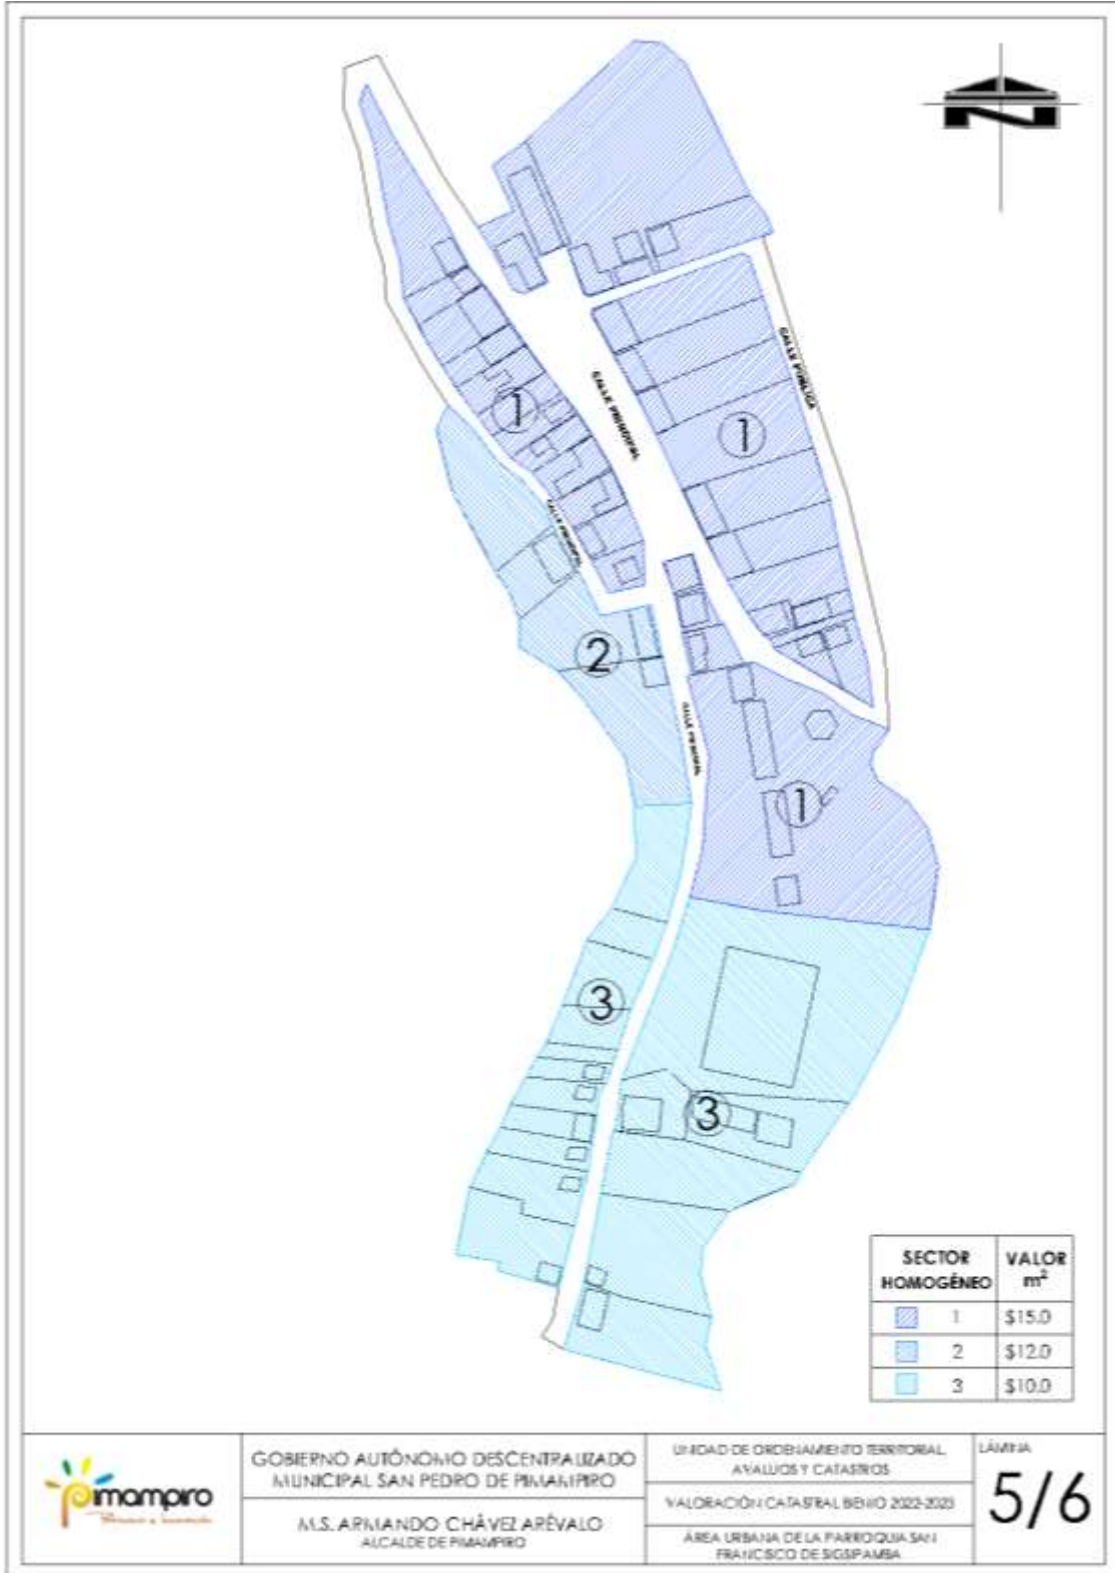 CALLE PÚBLICA
CALLE PRINCIPAL
1
1
CALLE PRINCIPAL
2
CALLE PRINCIPAL
1
3
3
SECTOR HOMOGÉNEO VALOR m²
1 $15.0
2 $12.0
3 $10.0
Pimampiro
GOBIERNO AUTÓNOMO DESCENTRALIZADO
MUNICIPAL SAN PEDRO DE PIMAMPIRO
M.S. ARMANDO CHÁVEZ ARÉVALO
ALCALDE DE PIMAMPIRO
UNIDAD DE ORDENAMIENTO TERRITORIAL,
AVALUOS Y CATASTROS
VALORACIÓN CATASTRAL BIENIO 2022-2023
ÁREA URBANA DE LA PARROQUIA SAN
FRANCISCO DE SIGSIPAMBA
LÁMINA
5/6